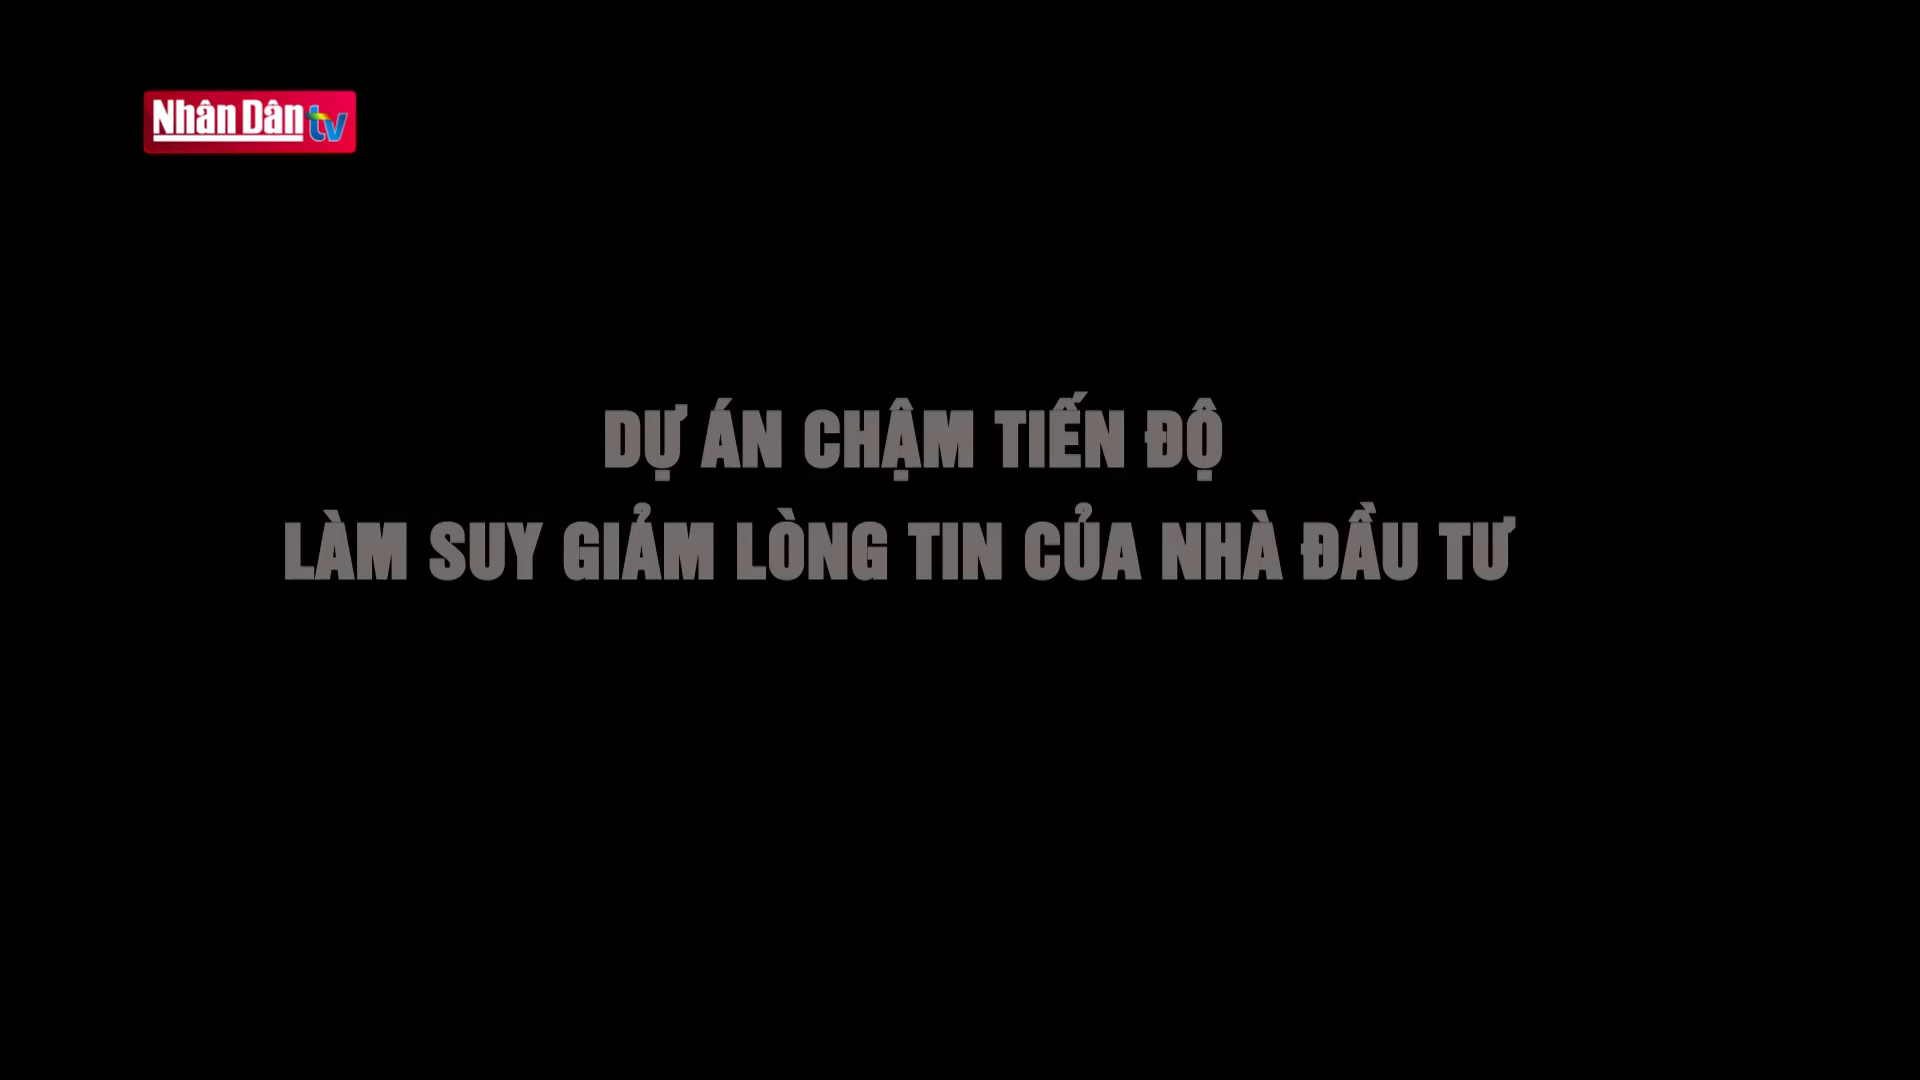 Nhân Dân tv
DỰ ÁN CHẬM TIẾN ĐỘ
LÀM SUY GIẢM LÒNG TIN CỦA NHÀ ĐẦU TƯ